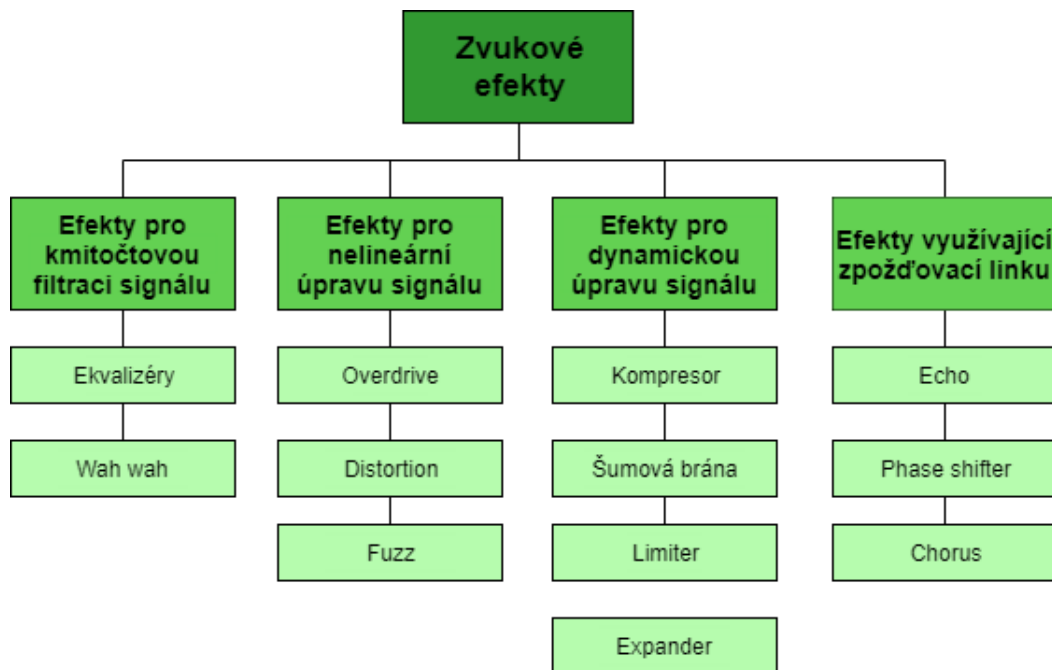 Zvukové
efekty
Efekty pro
kmitočtovou
filtraci signálu
Ekvalizéry
Wah wah
Efekty pro
nelineární
úpravu signálu
Overdrive
Distortion
Fuzz
Efekty pro
dynamickou
úpravu signálu
Kompresor
Šumová brána
Limiter
Expander
Efekty využívající
zpožďovací linku
Echo
Phase shifter
Chorus